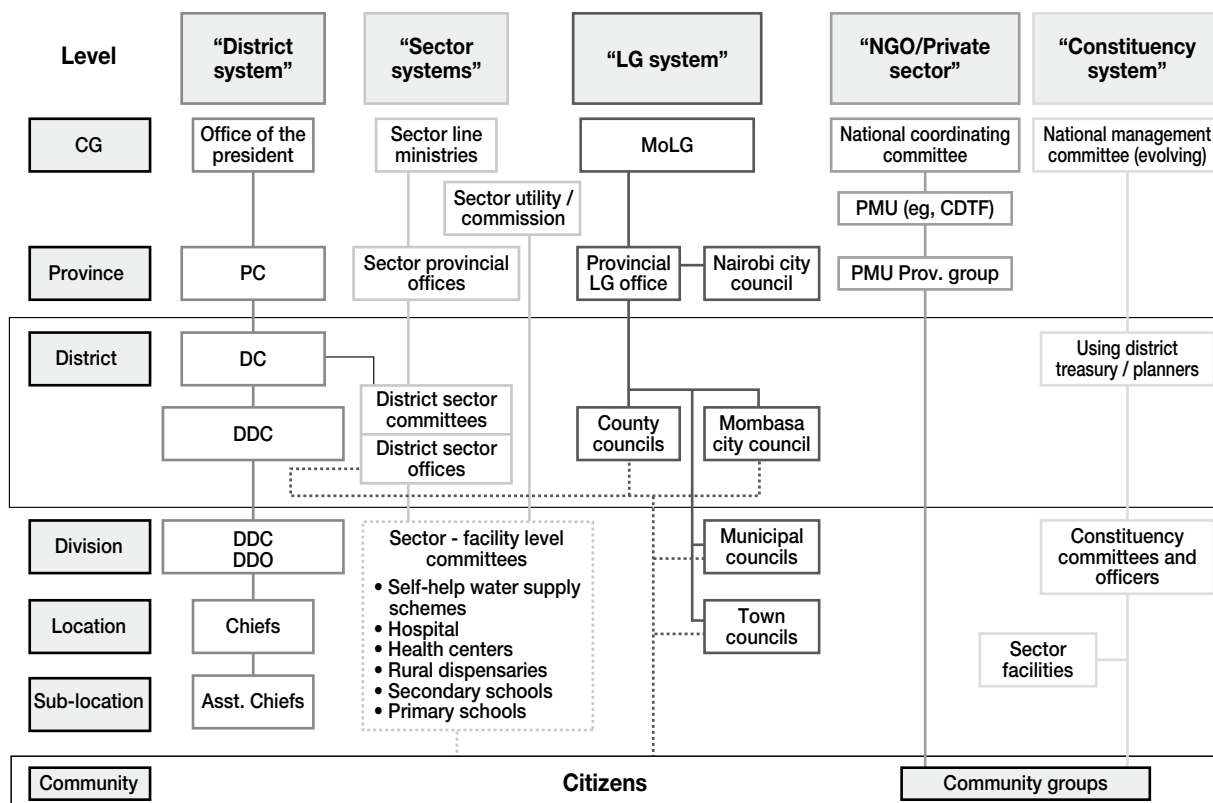 Level
“District
system”
“Sector
systems”
“LG system”
“NGO/Private
sector”
“Constituency
system”
CG
Office of the
president
Sector line
ministries
MoLG
National coordinating
committee
National management
committee (evolving)
Sector utility /
commission
PMU (eg, CDTF)
Province
PC
Sector provincial
offices
Provincial
LG office
Nairobi city
council
PMU Prov. group
District
DC
Using district
treasury / planners
District sector
committees
DDC
District sector
offices
County
councils
Mombasa
city council
Division
DDC
DDO
Sector - facility level
committees
• Self-help water supply
schemes
• Hospital
• Health centers
• Rural dispensaries
• Secondary schools
• Primary schools
Municipal
councils
Constituency
committees and
officers
Location
Chiefs
Town
councils
Sector
facilities
Sub-location
Asst. Chiefs
Community
Citizens
Community groups